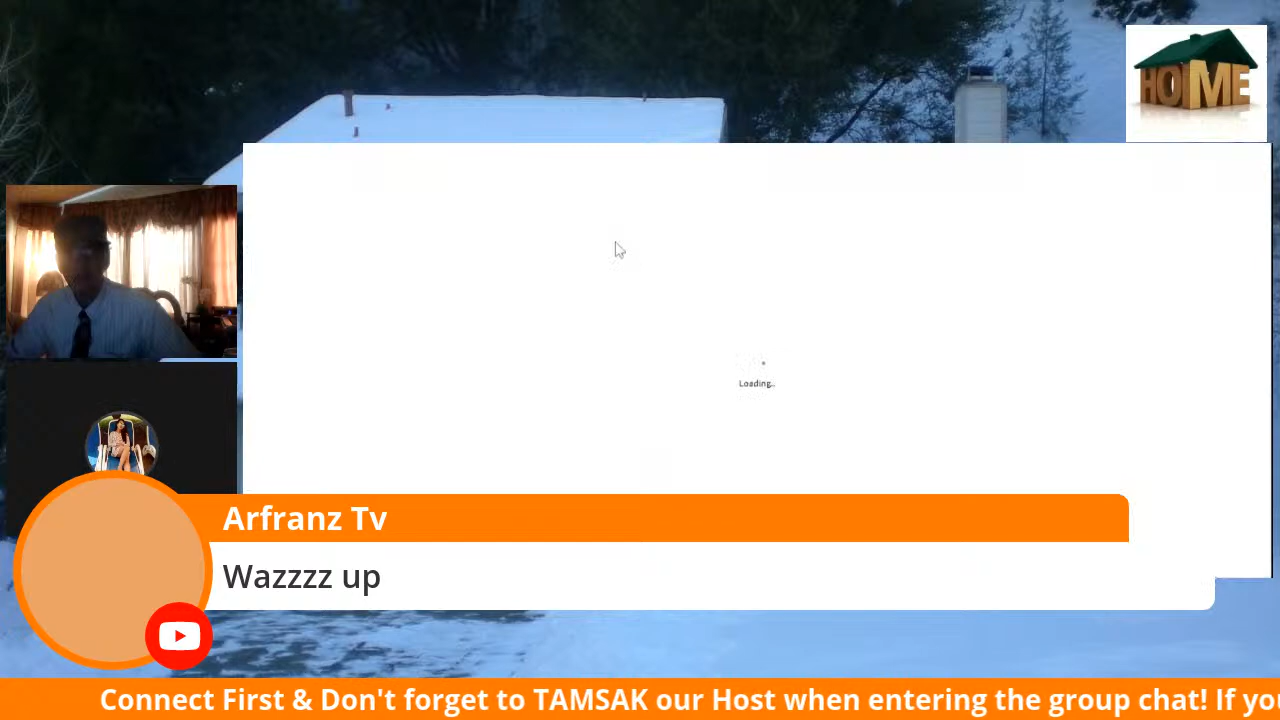 HOME
Loading..
Arfranz Tv
Wazzzz up
Connect First & Don't forget to TAMSAK our Host when entering the group chat! If you